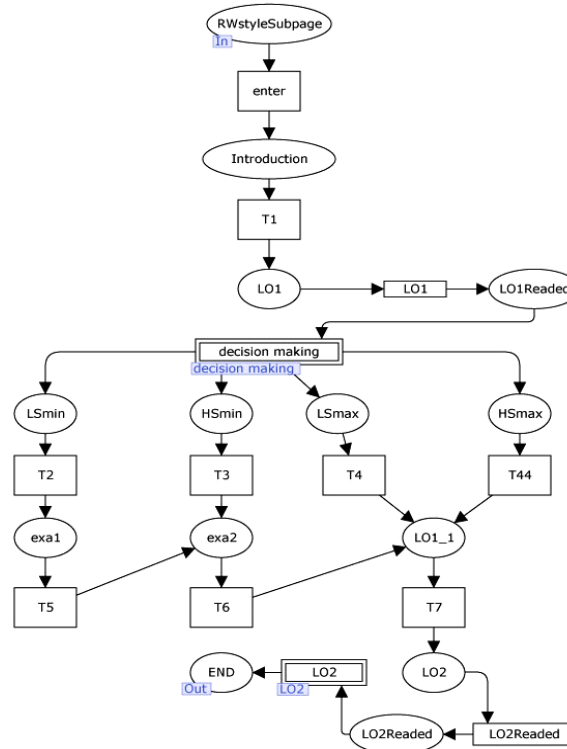 RWstyleSubpage
In
enter
Introduction
T1
LO1
LO1
LO1Readed
decision making
decision making
LSmin
HSmin
LSmax
HSmax
T2
T3
T4
T44
exa1
exa2
LO1_1
T5
T6
T7
END
Out
LO2
LO2
LO2
LO2Readed
LO2Readed